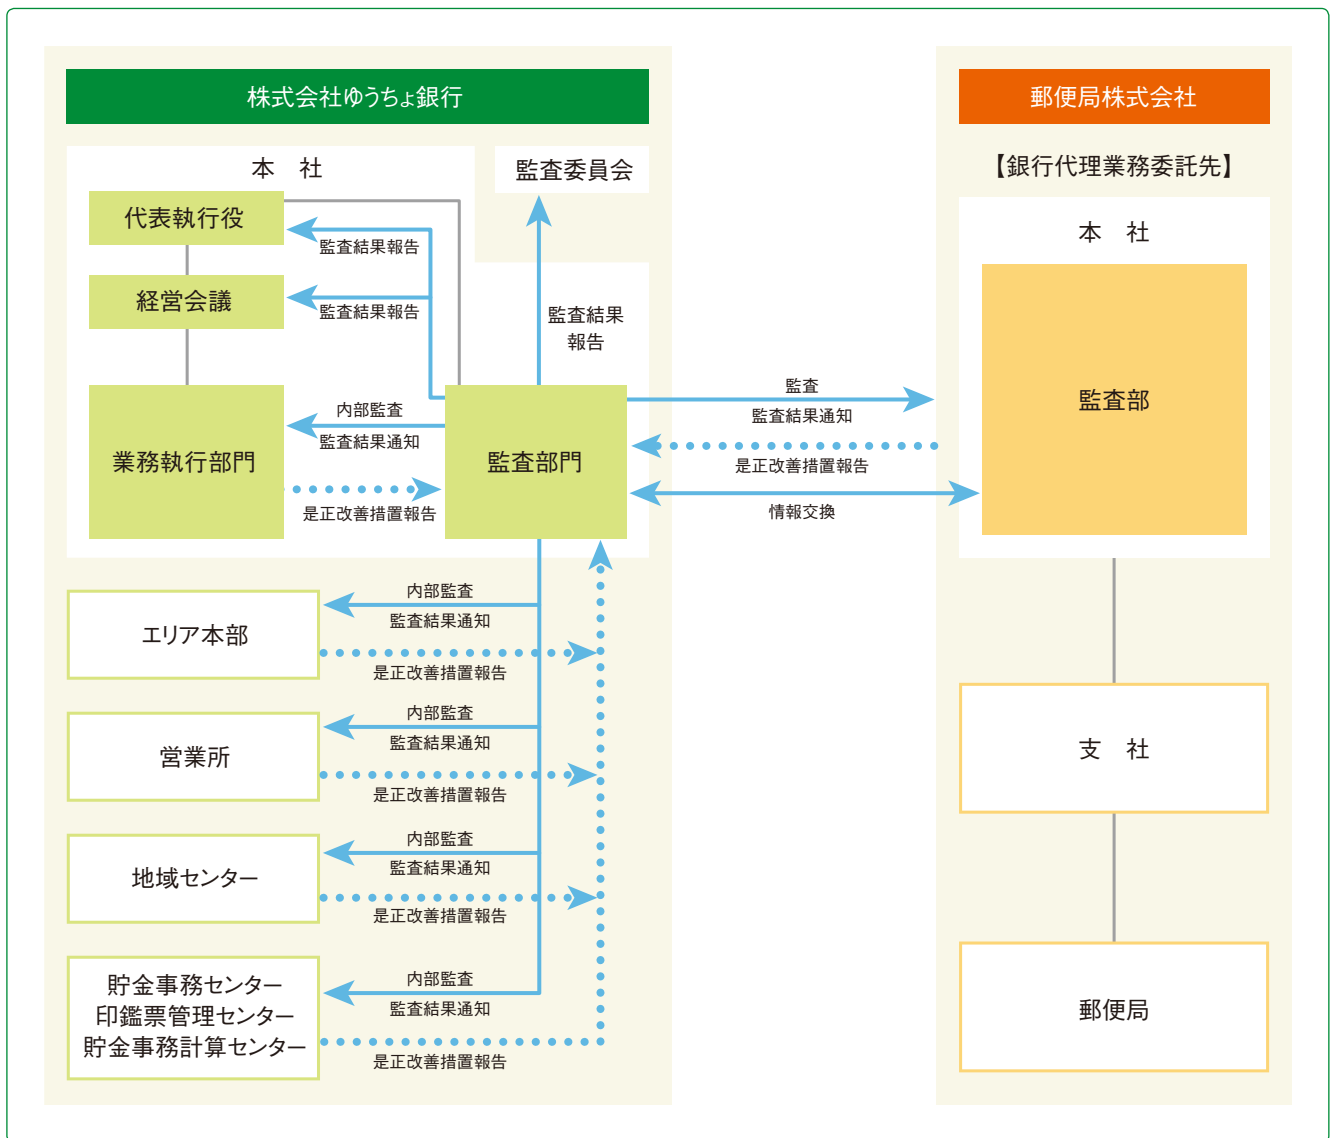 株式会社ゆうちょ銀行
本　社
監査委員会
代表執行役
監査結果報告
経営会議
監査結果報告
監査結果
報告
業務執行部門
内部監査
監査結果通知
是正改善措置報告
監査部門
監査
監査結果通知
是正改善措置報告
情報交換
エリア本部
内部監査
監査結果通知
是正改善措置報告
営業所
内部監査
監査結果通知
是正改善措置報告
地域センター
内部監査
監査結果通知
是正改善措置報告
貯金事務センター
印鑑票管理センター
貯金事務計算センター
内部監査
監査結果通知
是正改善措置報告
郵便局株式会社
【銀行代理業務委託先】
本　社
監査部
支　社
郵便局